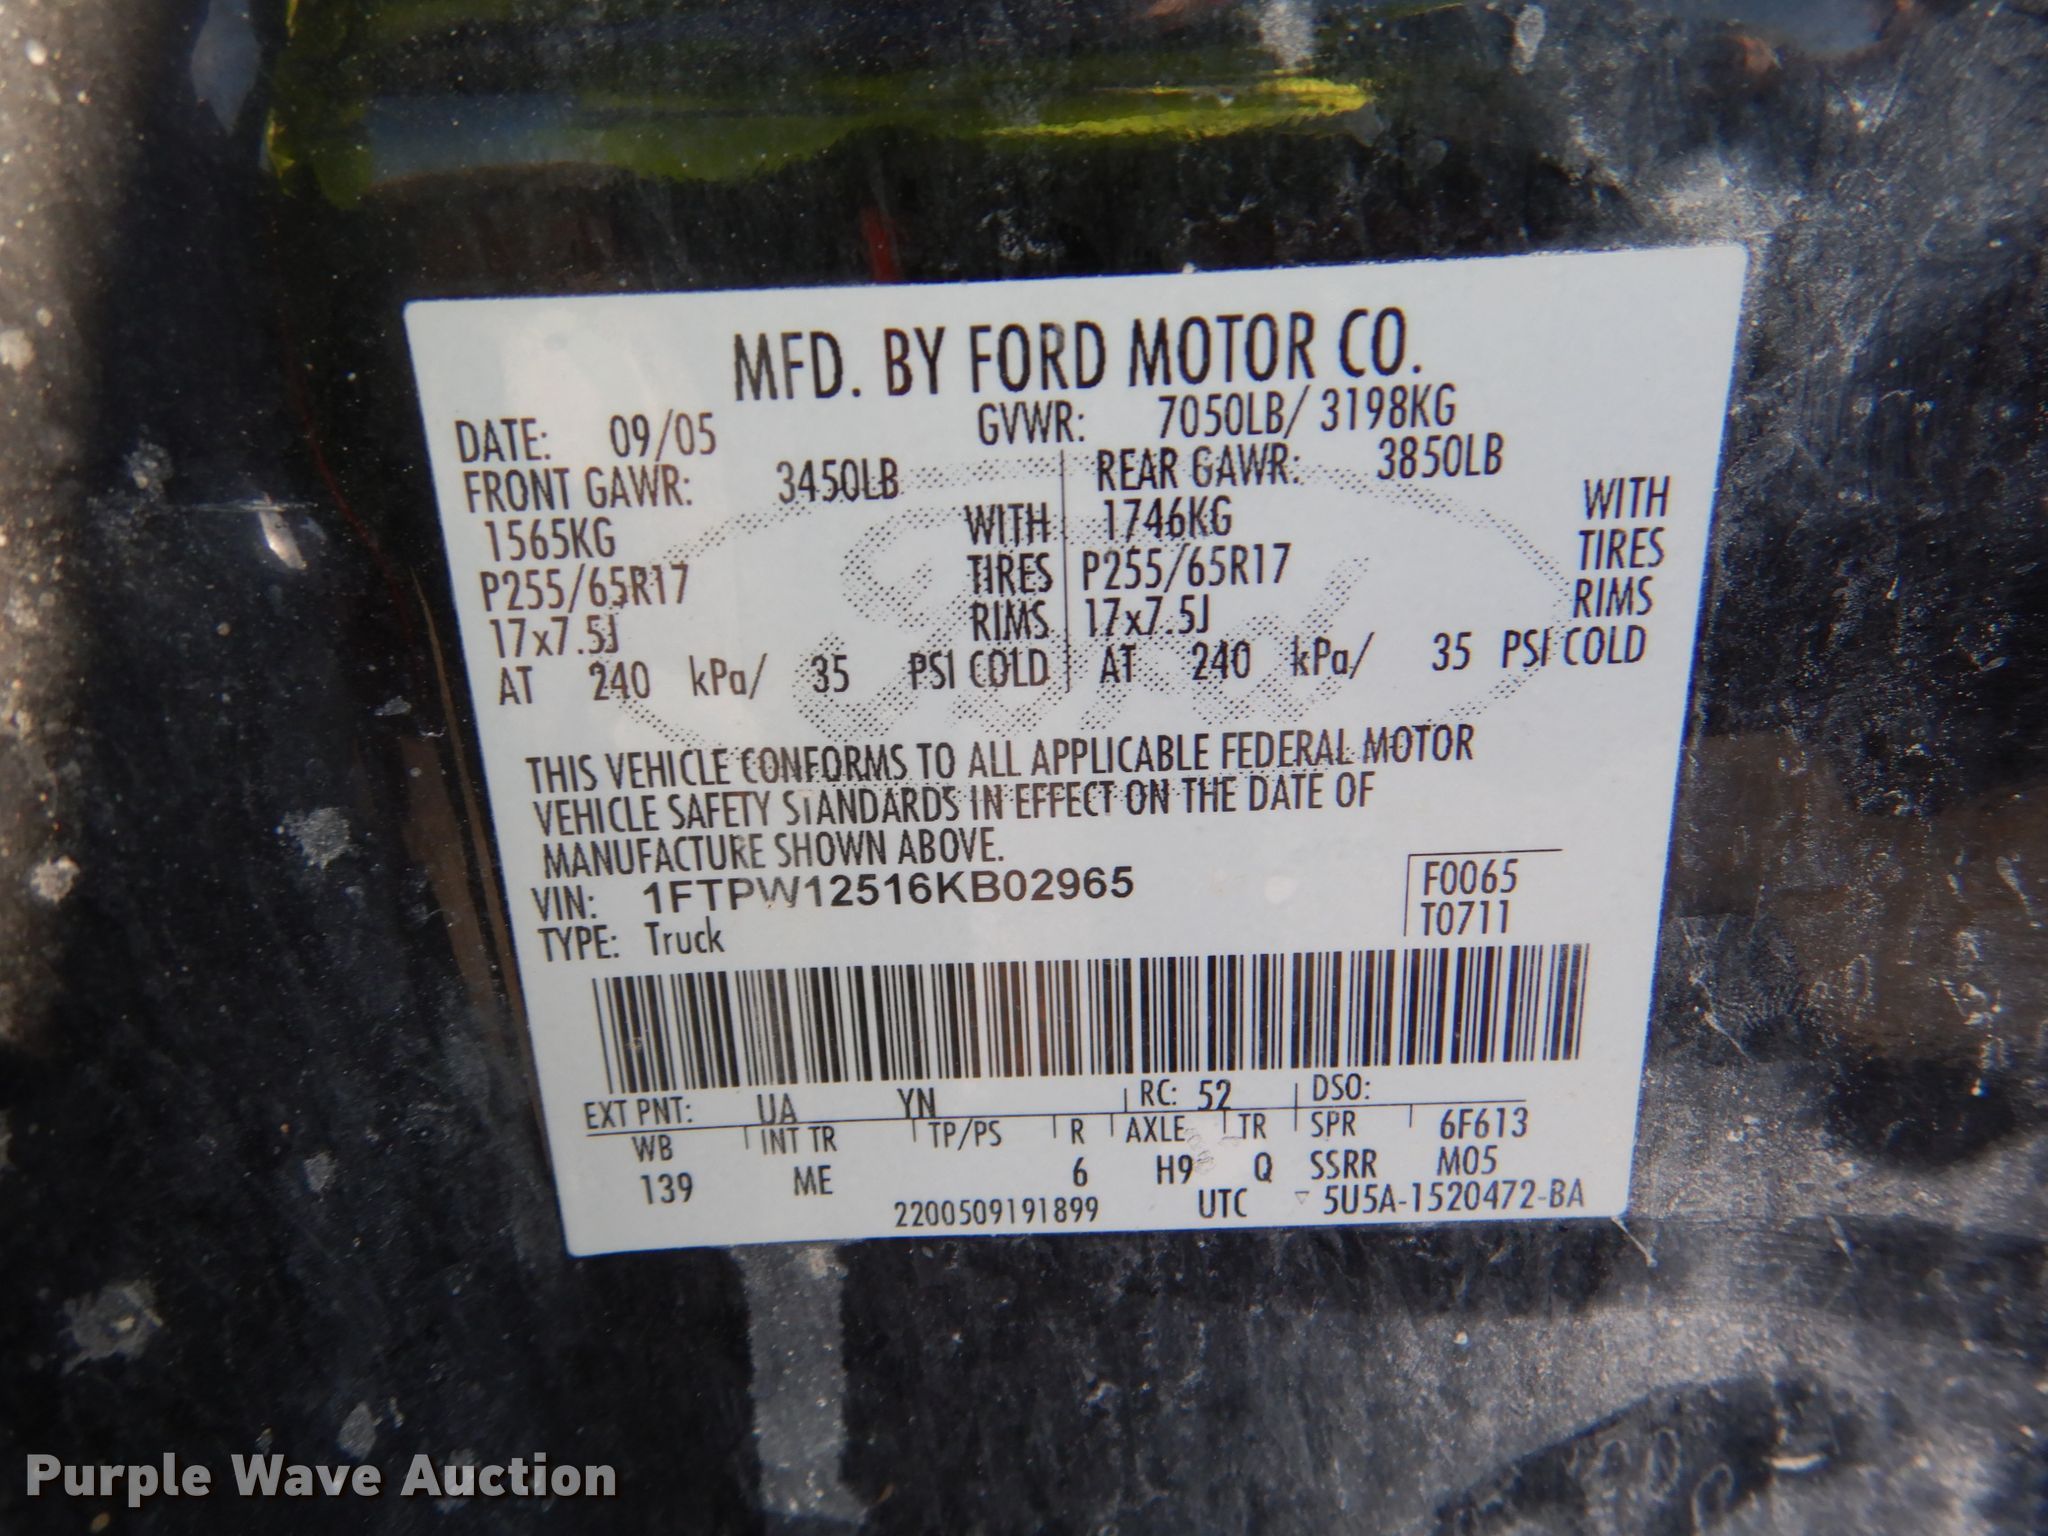 MFD. BY FORD MOTOR CO.
DATE: 09/05 GVWR: 7050LB/ 3198KG
FRONT GAWR: 3450LB REAR GAWR: 3850LB
1565KG WITH 1746KG WITH
P255/65R17 TIRES P255/65R17 TIRES
17x7.5J RIMS 17x7.5J RIMS
AT 240 kPa/ 35 PSI COLD AT 240 kPa/ 35 PSI COLD
Ford
THIS VEHICLE CONFORMS TO ALL APPLICABLE FEDERAL MOTOR
VEHICLE SAFETY STANDARDS IN EFFECT ON THE DATE OF
MANUFACTURE SHOWN ABOVE.
VIN: 1FTPW12516KB02965 F0065
TYPE: Truck T0711
EXT PNT: UA YN RC: 52 DSO:
WB INT TR TP/PS R AXLE TR SPR 6F613
139 ME 6 H9 Q SSRR M05
2200509191899 UTC ▽ 5U5A-1520472-BA
Purple Wave Auction